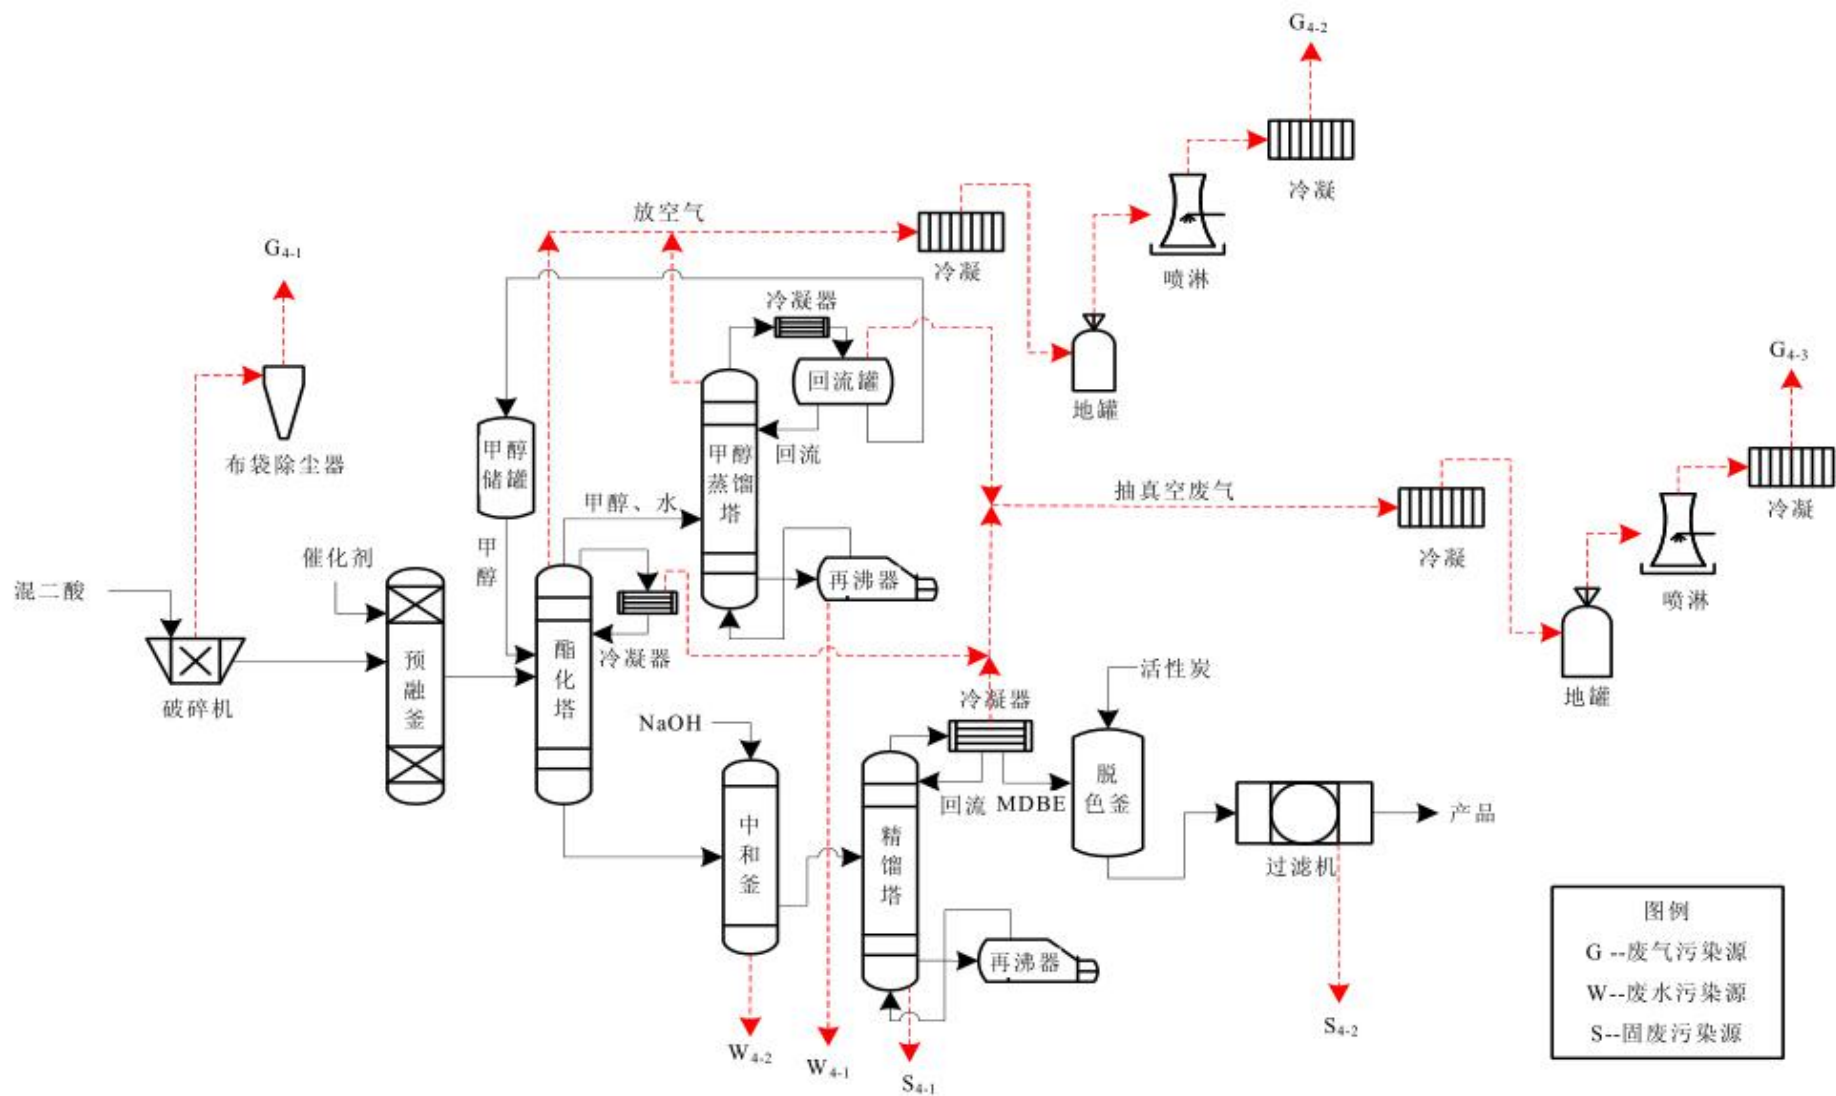 G4-2
冷凝
放空气
冷凝
喷淋
G4-1
冷凝器
回流罐
地罐
G4-3
布袋除尘器
甲醇
储罐
甲醇
蒸馏
塔
回流
甲醇、水
抽真空废气
冷凝
冷凝
喷淋
地罐
甲
醇
催化剂
混二酸
破碎机
预
融
釜
酯
化
塔
冷凝器
再沸器
NaOH
中
和
釜
冷凝器
活性炭
回流
MDBE
脱
色釜
精
馏
塔
再沸器
过滤机
产品
W4-2
W4-1
S4-1
S4-2
图例
G --废气污染源
W--废水污染源
S--固废污染源